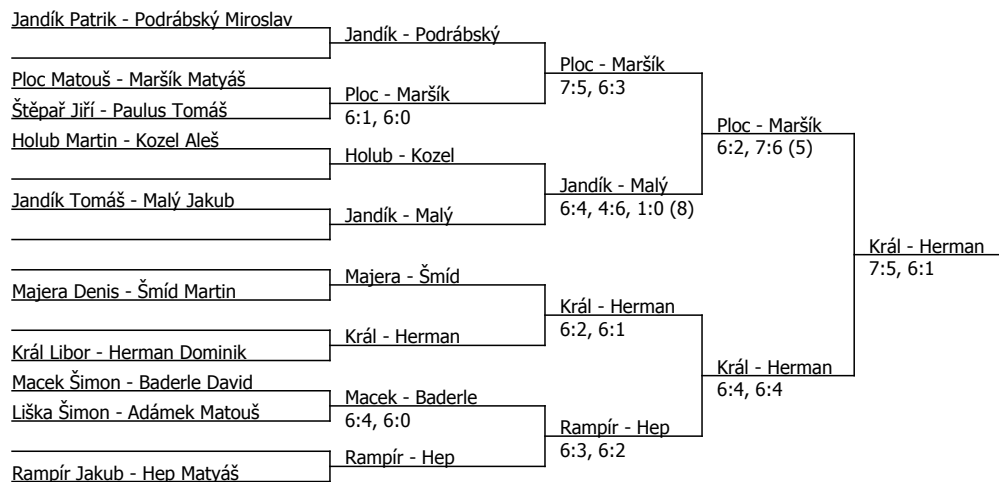 Jandík Patrik - Podrábský Miroslav
Jandík - Podrábský
Ploc - Maršík
7:5, 6:3
Ploc Matouš - Maršík Matyáš
Ploc - Maršík
6:1, 6:0
Štěpař Jiří - Paulus Tomáš
Ploc - Maršík
6:2, 7:6 (5)
Holub Martin - Kozel Aleš
Holub - Kozel
Jandík - Malý
6:4, 4:6, 1:0 (8)
Jandík Tomáš - Malý Jakub
Jandík - Malý
Král - Herman
7:5, 6:1
Majera - Šmíd
Majera Denis - Šmíd Martin
Král - Herman
6:2, 6:1
Král - Herman
Král Libor - Herman Dominik
Král - Herman
6:4, 6:4
Macek Šimon - Baderle David
Macek - Baderle
6:4, 6:0
Liška Šimon - Adámek Matouš
Rampír - Hep
6:3, 6:2
Rampír - Hep
Rampír Jakub - Hep Matyáš